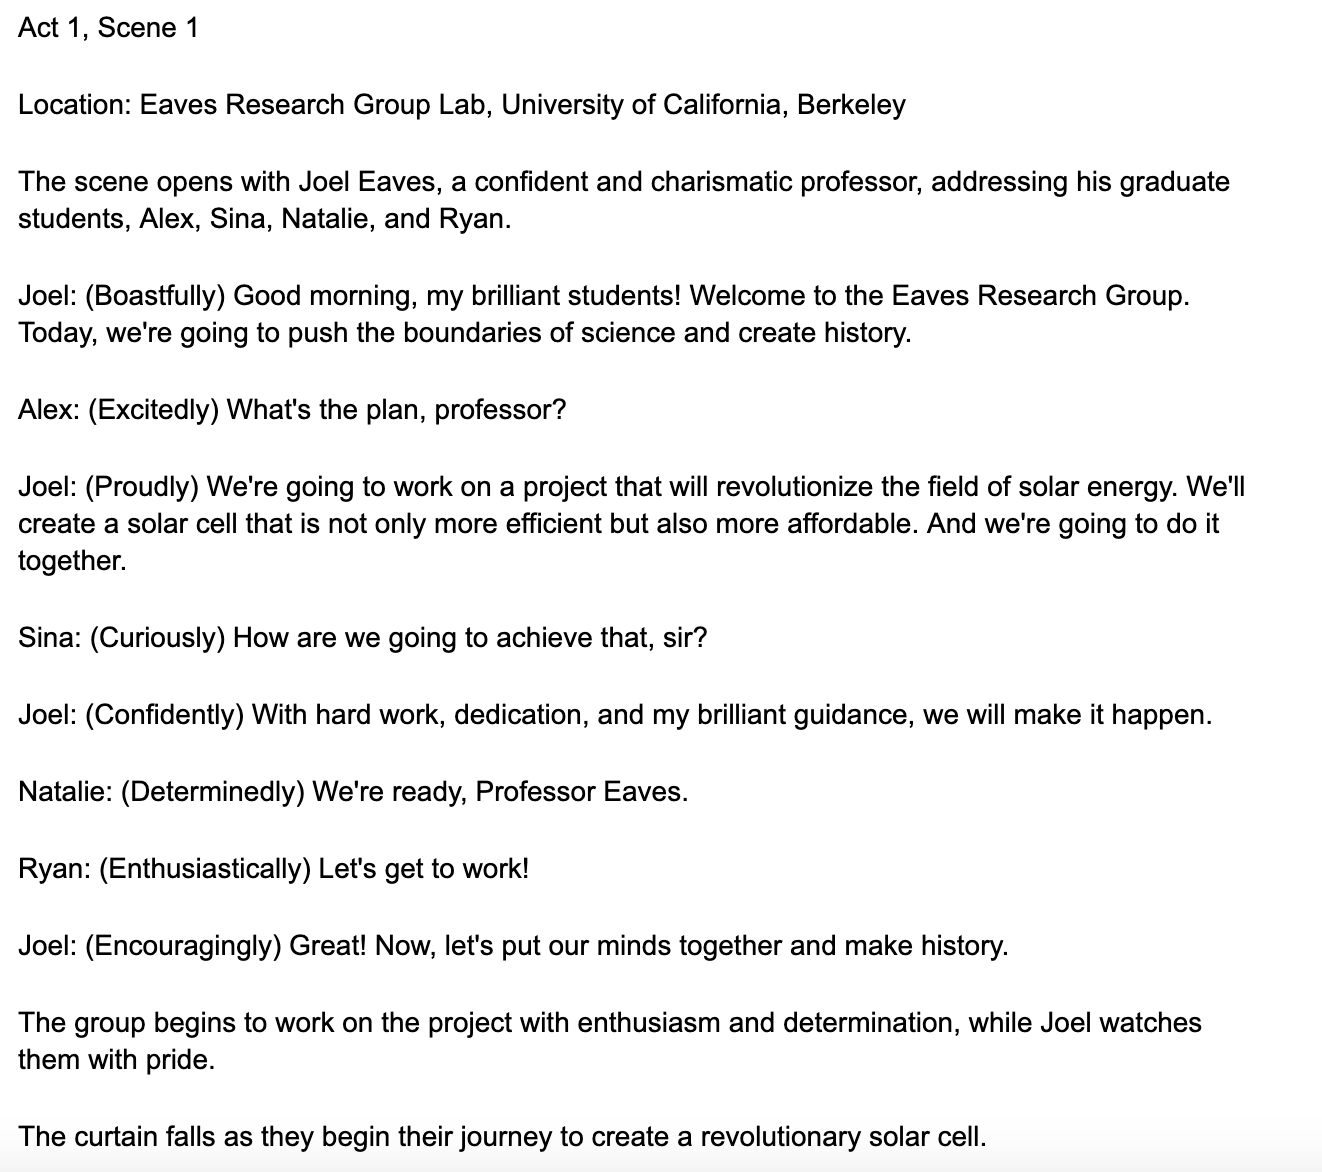 Act 1, Scene 1
Location: Eaves Research Group Lab, University of California, Berkeley
The scene opens with Joel Eaves, a confident and charismatic professor, addressing his graduate
students, Alex, Sina, Natalie, and Ryan.
Joel: (Boastfully) Good morning, my brilliant students! Welcome to the Eaves Research Group.
Today, we're going to push the boundaries of science and create history.
Alex: (Excitedly) What's the plan, professor?
Joel: (Proudly) We're going to work on a project that will revolutionize the field of solar energy. We'll
create a solar cell that is not only more efficient but also more affordable. And we're going to do it
together.
Sina: (Curiously) How are we going to achieve that, sir?
Joel: (Confidently) With hard work, dedication, and my brilliant guidance, we will make it happen.
Natalie: (Determinedly) We're ready, Professor Eaves.
Ryan: (Enthusiastically) Let's get to work!
Joel: (Encouragingly) Great! Now, let's put our minds together and make history.
The group begins to work on the project with enthusiasm and determination, while Joel watches
them with pride.
The curtain falls as they begin their journey to create a revolutionary solar cell.